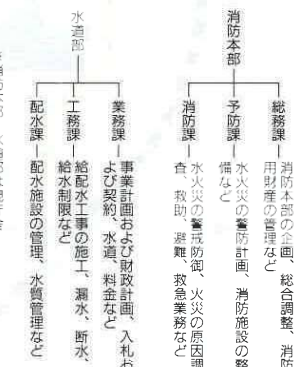 消防本部
総務課
消防本部の企画、総合調整、消防
用財産の管理など
予防課
水火災の警防計画、消防施設の整
備など
消防課
水火災の警戒防御、火災の原因調
査、救助、避難、救急業務など
水道部
業務課
事業計画および財政計画、入札お
よび契約、水道、料金など
工務課
給配水工事の施工、漏水、断水、
給水制限など
配水課
配水施設の管理、水質管理など